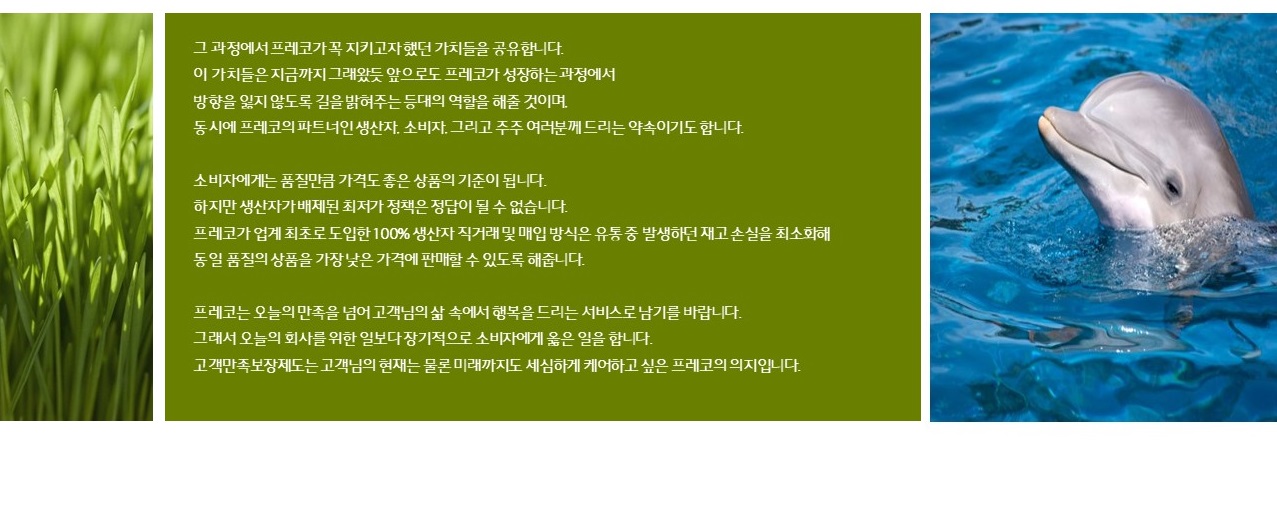 그 과정에서 프레코가 꼭 지키고자 했던 가치들을 공유합니다.
이 가치들은 지금까지 그래왔듯 앞으로도 프레코가 성장하는 과정에서
방향을 잃지 않도록 길을 밝혀주는 등대의 역할을 해줄 것이며,
동시에 프레코의 파트너인 생산자, 소비자, 그리고 주주 여러분께 드리는 약속이기도 합니다.
소비자에게는 품질만큼 가격도 좋은 상품의 기준이 됩니다.
하지만 생산자가 배제된 최저가 정책은 정답이 될 수 없습니다.
프레코가 업계 최초로 도입한 100% 생산자 직거래 및 매입 방식은 유통 중 발생하던 재고 손실을 최소화해
동일 품질의 상품을 가장 낮은 가격에 판매할 수 있도록 해줍니다.
프레코는 오늘의 만족을 넘어 고객님의 삶 속에서 행복을 드리는 서비스로 남기를 바랍니다.
그래서 오늘의 회사를 위한 일보다 장기적으로 소비자에게 옳은 일을 합니다.
고객만족보장제도는 고객님의 현재는 물론 미래까지도 세심하게 케어하고 싶은 프레코의 의지입니다.